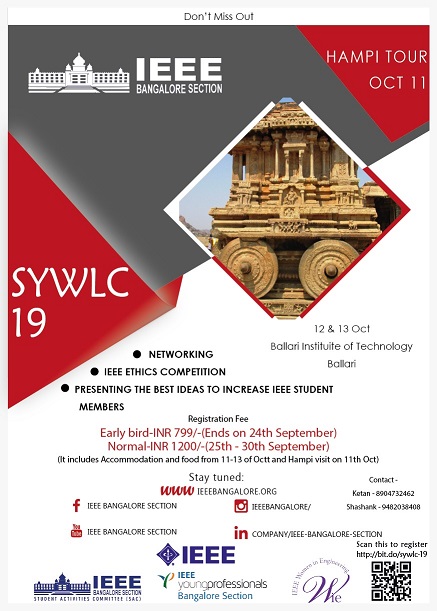 Don't Miss Out
IEEE
BANGALORE SECTION
HAMPI TOUR
OCT 11
SYWLC
19
12 & 13 Oct
Ballari Instituite of Technology
Ballari
NETWORKING
IEEE ETHICS COMPETITION
PRESENTING THE BEST IDEAS TO INCREASE IEEE STUDENT
MEMBERS
Registration Fee
Early bird-INR 799/-(Ends on 24th September)
Normal-INR 1200/-(25th - 30th September)
(It includes Accommodation and food from 11-13 of Octt and Hampi visit on 11th Oct)
Stay tuned:
www IEEEBANGALORE.ORG
f IEEE BANGALORE SECTION
IEEEBANGALORE/
You Tube IEEE BANGALORE SECTION
in COMPANY/IEEE-BANGALORE-SECTION
Contact -
Ketan - 8904732462
Shashank - 9482038408
Scan this to register
http://bit.do/sywlc-19
IEEE
IEEE
BANGALORE SECTION
STUDENT ACTIVITIES COMMITTEE (SAC)
IEEE
youngprofessionals
Bangalore Section
IEEE Women in Engineering
WIE